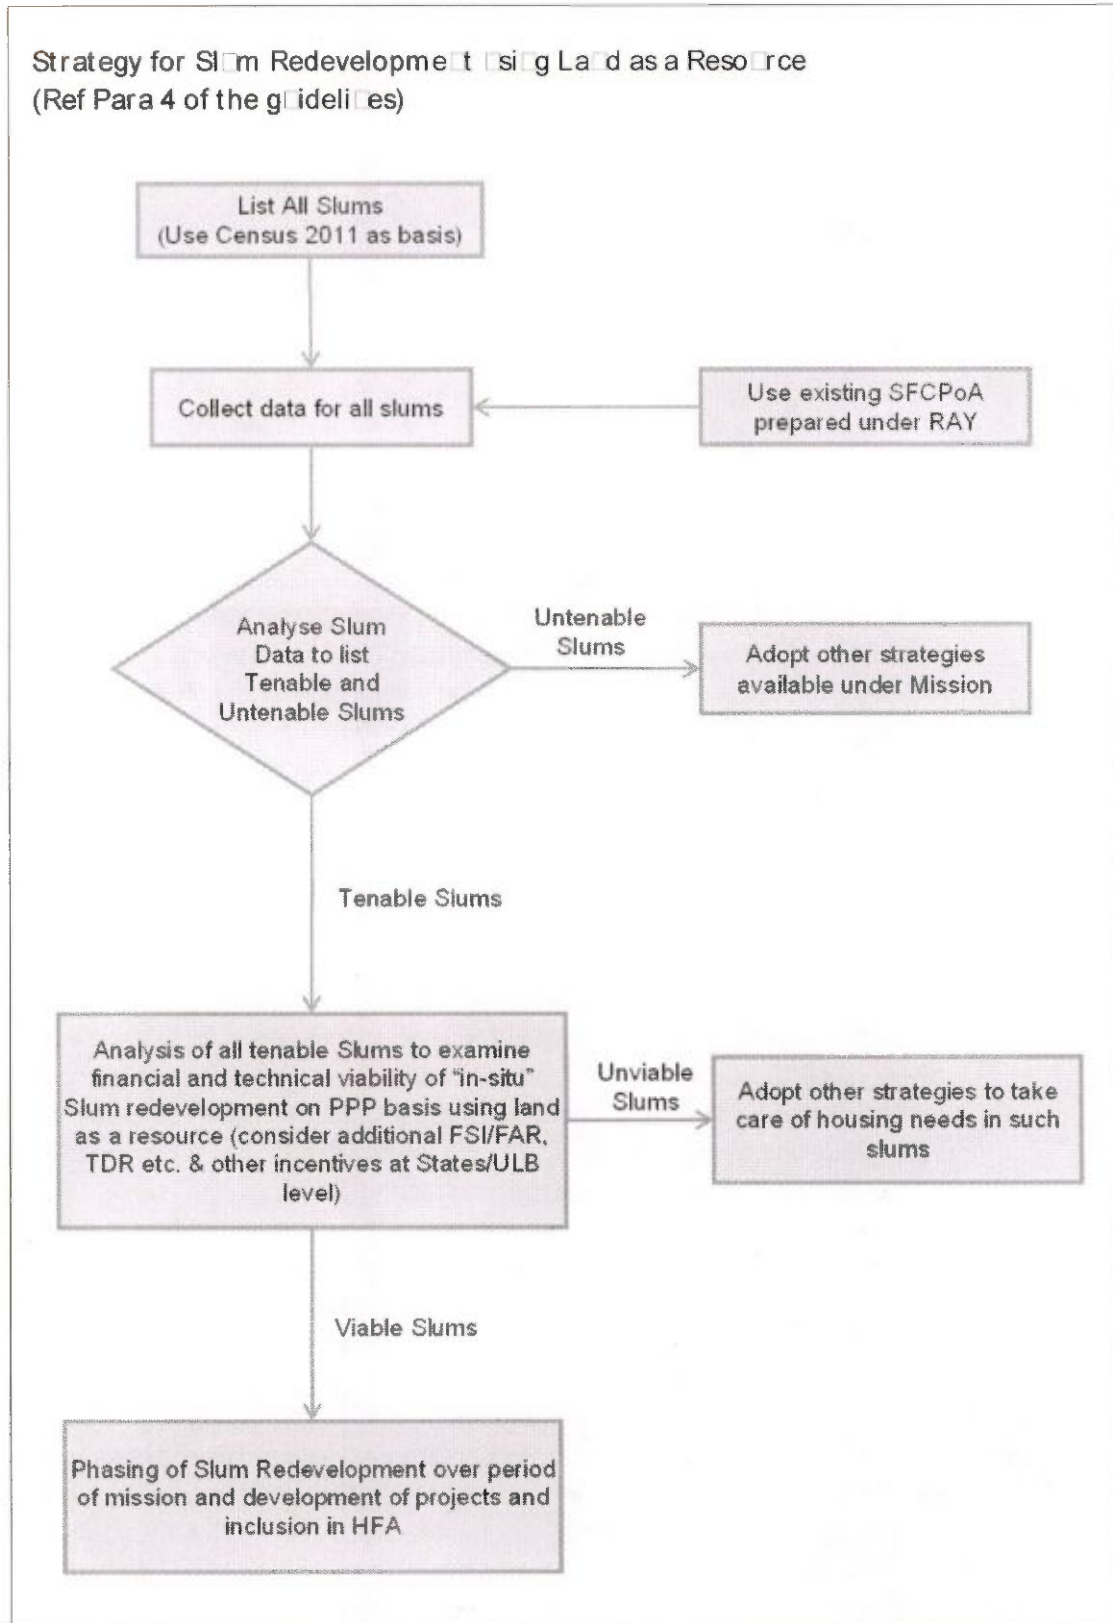 Strategy for Sl□m Redevelopme□t □si□g La□d as a Reso□rce
(Ref Para 4 of the g□ideli□es)
List All Slums
(Use Census 2011 as basis)
Collect data for all slums
Use existing SFCPoA
prepared under RAY
Analyse Slum
Data to list
Tenable and
Untenable Slums
Untenable
Slums
Adopt other strategies
available under Mission
Tenable Slums
Analysis of all tenable Slums to examine
financial and technical viability of "in-situ"
Slum redevelopment on PPP basis using land
as a resource (consider additional FSI/FAR,
TDR etc. & other incentives at States/ULB
level)
Unviable
Slums
Adopt other strategies to take
care of housing needs in such
slums
Viable Slums
Phasing of Slum Redevelopment over period
of mission and development of projects and
inclusion in HFA